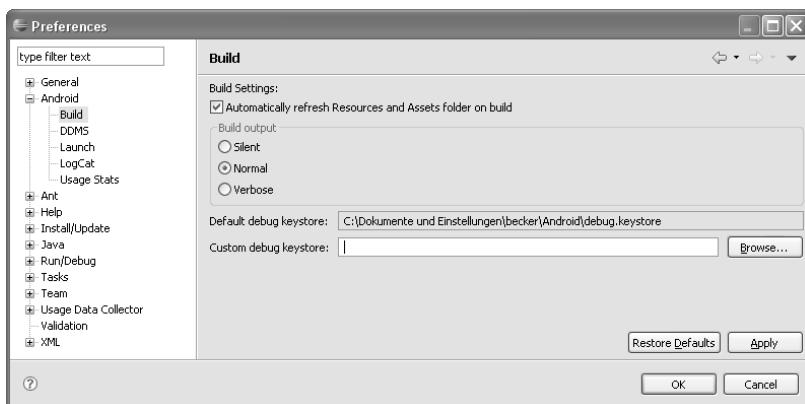 Preferences
type filter text
General
Android
Build
DDMS
Launch
LogCat
Usage Stats
Ant
Help
Install/Update
Java
Run/Debug
Tasks
Team
Usage Data Collector
Validation
XML
Build
Build Settings:
Automatically refresh Resources and Assets folder on build
Build output
Silent
Normal
Verbose
Default debug keystore: C:\Dokumente und Einstellungen\becker\Android\debug.keystore
Custom debug keystore: Browse...
Restore Defaults Apply
OK Cancel